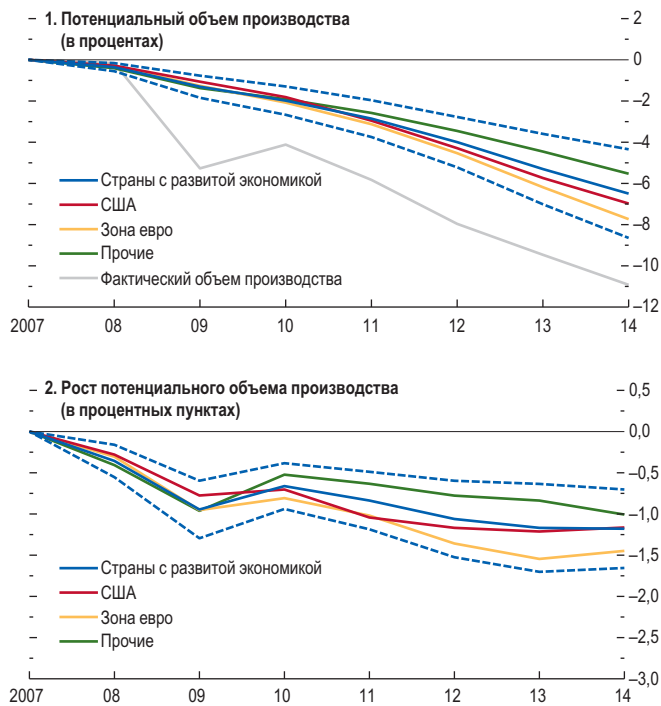 1. Потенциальный объем производства
(в процентах)
2
0
–2
–4
–6
–8
–10
–12
Страны с развитой экономикой
США
Зона евро
Прочие
Фактический объем производства
2007 08 09 10 11 12 13 14
2. Рост потенциального объема производства
(в процентных пунктах)
0,5
0,0
–0,5
–1,0
–1,5
–2,0
–2,5
–3,0
Страны с развитой экономикой
США
Зона евро
Прочие
2007 08 09 10 11 12 13 14